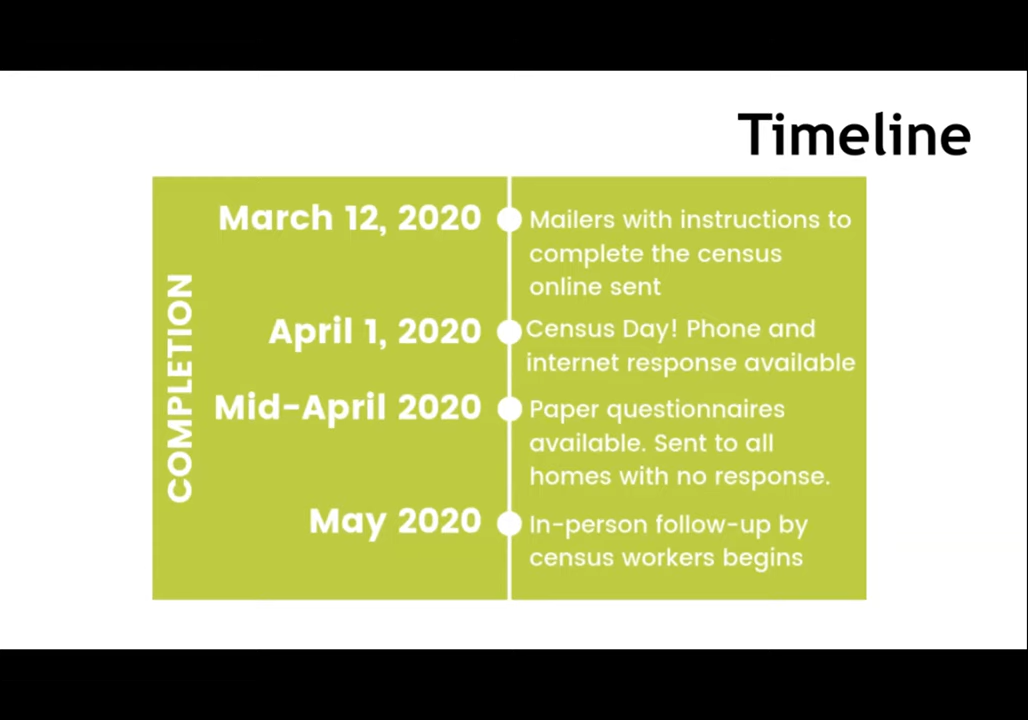 Timeline
COMPLETION
March 12, 2020
Mailers with instructions to
complete the census
online sent
April 1, 2020
Census Day! Phone and
internet response available
Mid-April 2020
Paper questionnaires
available. Sent to all
homes with no response.
May 2020
In-person follow-up by
census workers begins